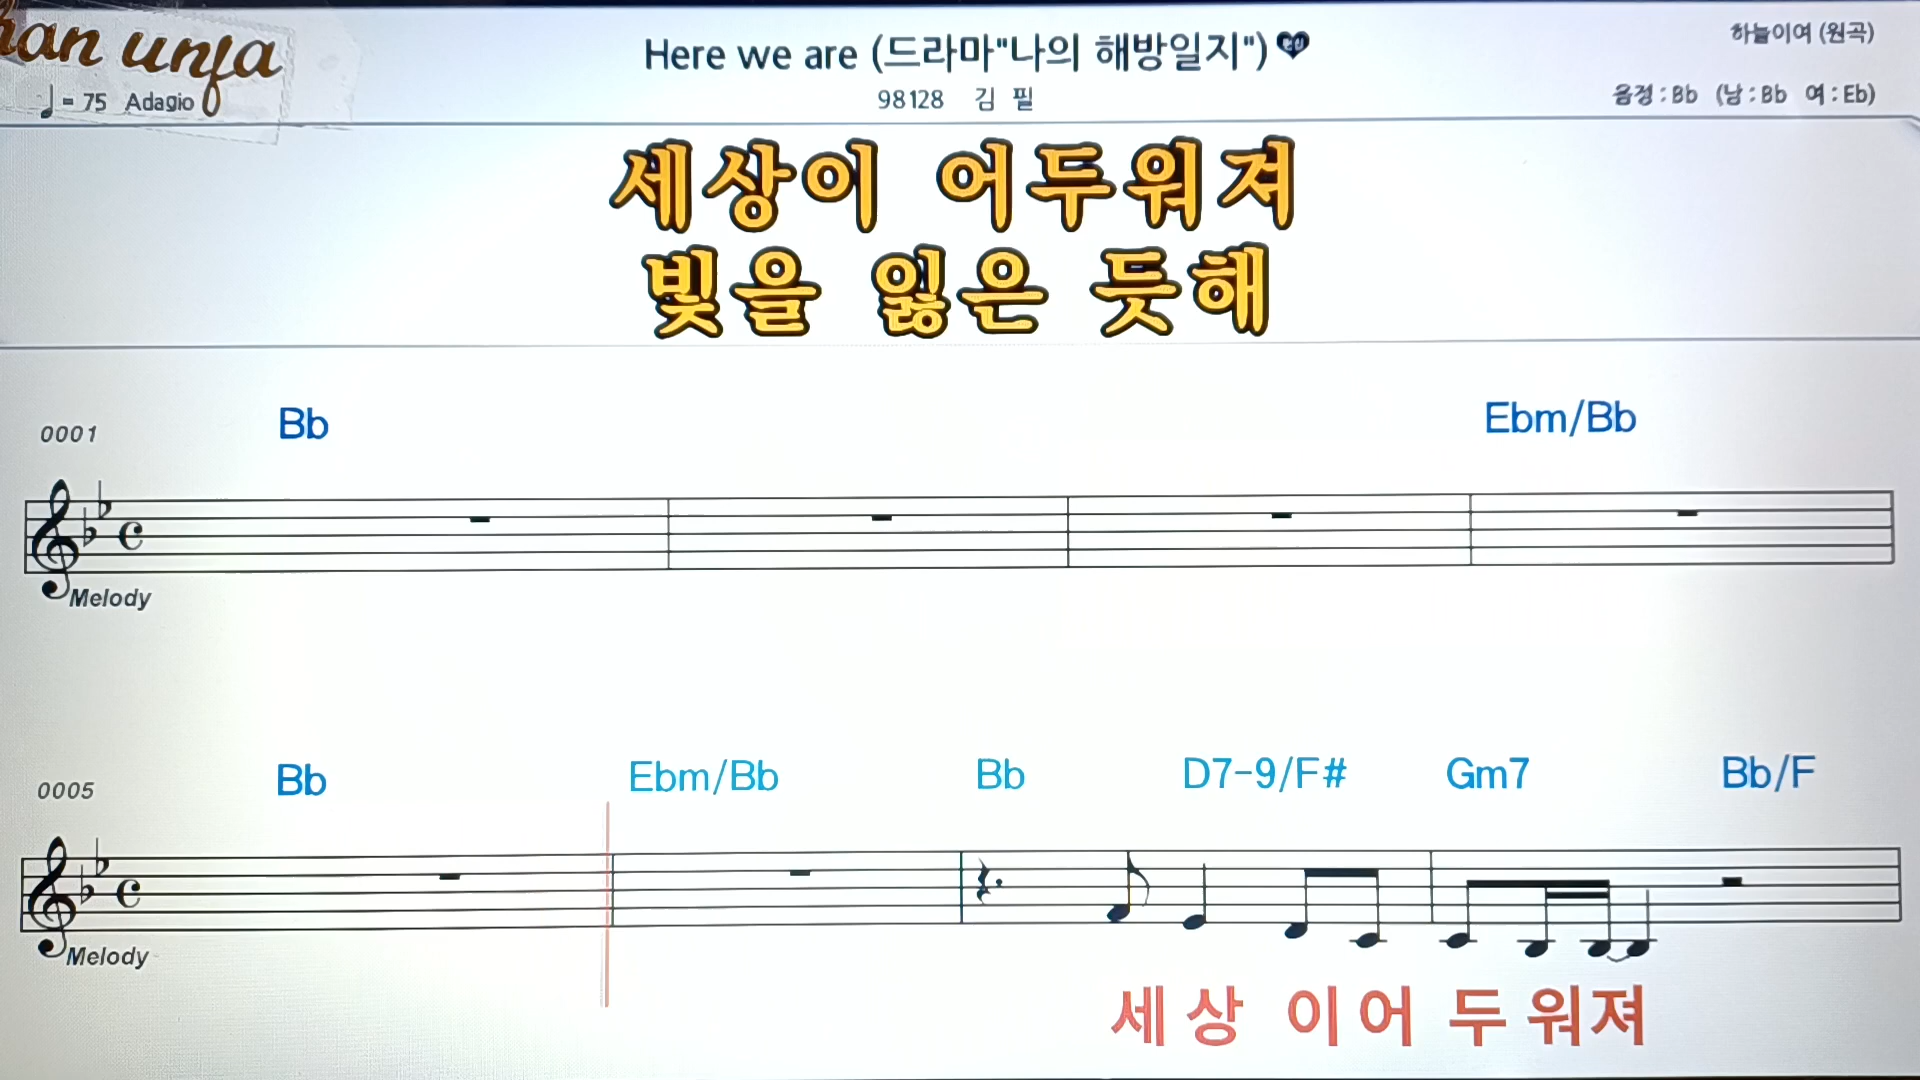 han unfa
♩ = 75 Adagio
Here we are (드라마"나의 해방일지")
98128 김 필
하늘이여 (원곡)
음정 : Bb (남 : Bb 여 : Eb)
세상이 어두워져
빛을 잃은 듯해
0001 Bb Ebm/Bb
Melody
0005 Bb Ebm/Bb Bb D7-9/F# Gm7 Bb/F
Melody
세 상 이 어 두 워 져